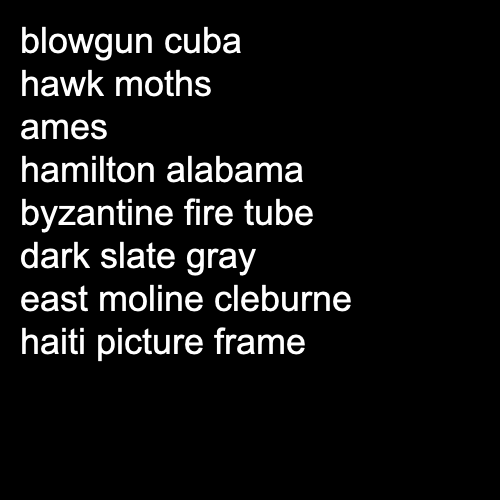 blowgun cuba
hawk moths
ames
hamilton alabama
byzantine fire tube
dark slate gray
east moline cleburne
haiti picture frame